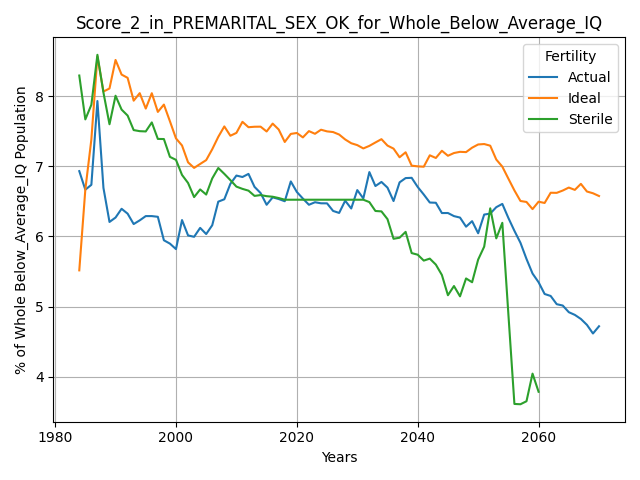 Score_2_in_PREMARITAL_SEX_OK_for_Whole_Below_Average_IQ
Fertility
Actual
Ideal
Sterile
% of Whole Below_Average_IQ Population
8
7
6
5
4
1980
2000
2020
2040
2060
Years